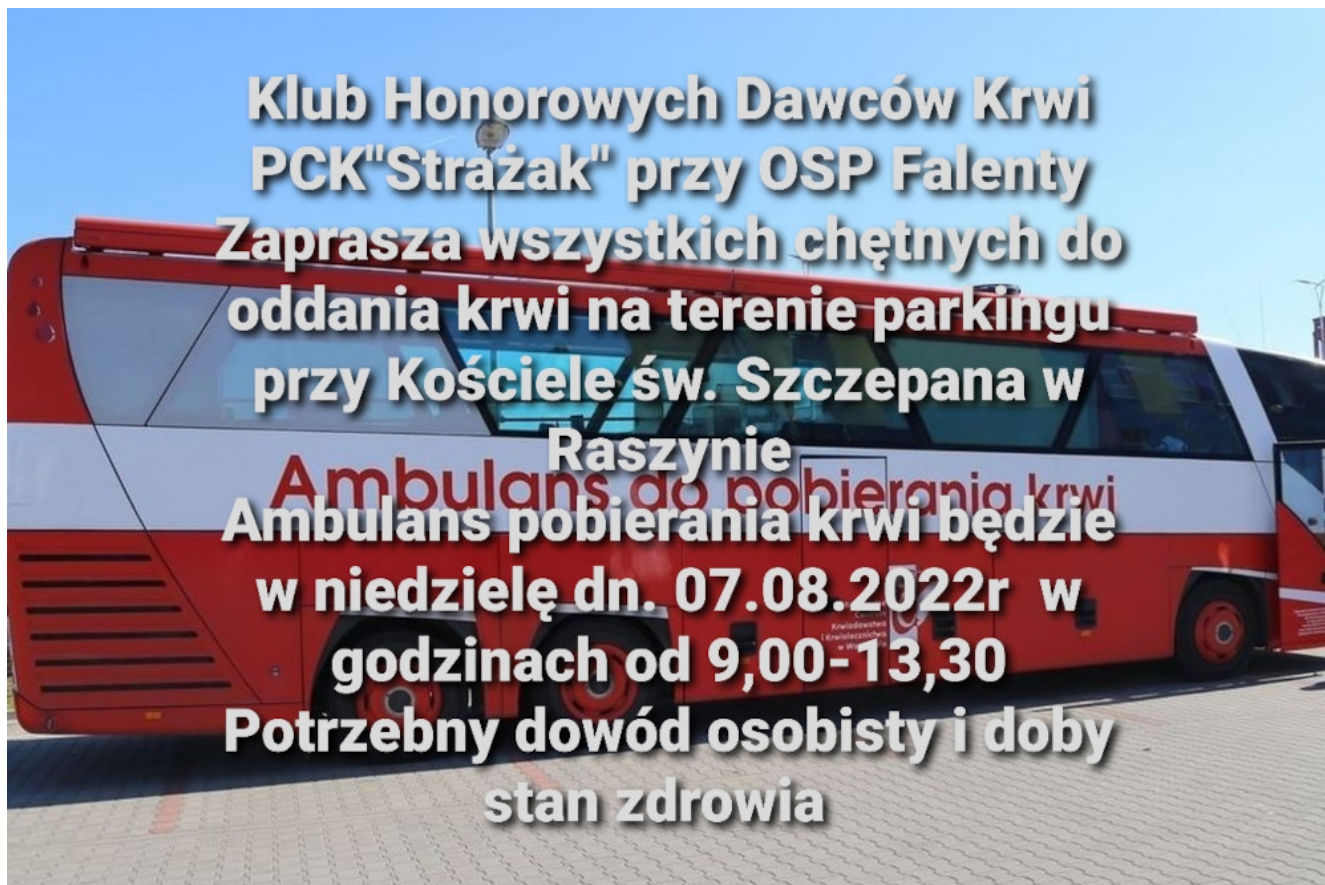 Klub Honorowych Dawców Krwi
PCK"Strażak" przy OSP Falenty
Zaprasza wszystkich chętnych do
oddania krwi na terenie parkingu
przy Kościele św. Szczepana w
Raszynie
Ambulans do pobierania krwi
Ambulans pobierania krwi będzie
w niedzielę dn. 07.08.2022r w
Krwiodawstwa
i Krwiolecznictwa
godzinach od 9,00-13,30
Potrzebny dowód osobisty i doby
stan zdrowia